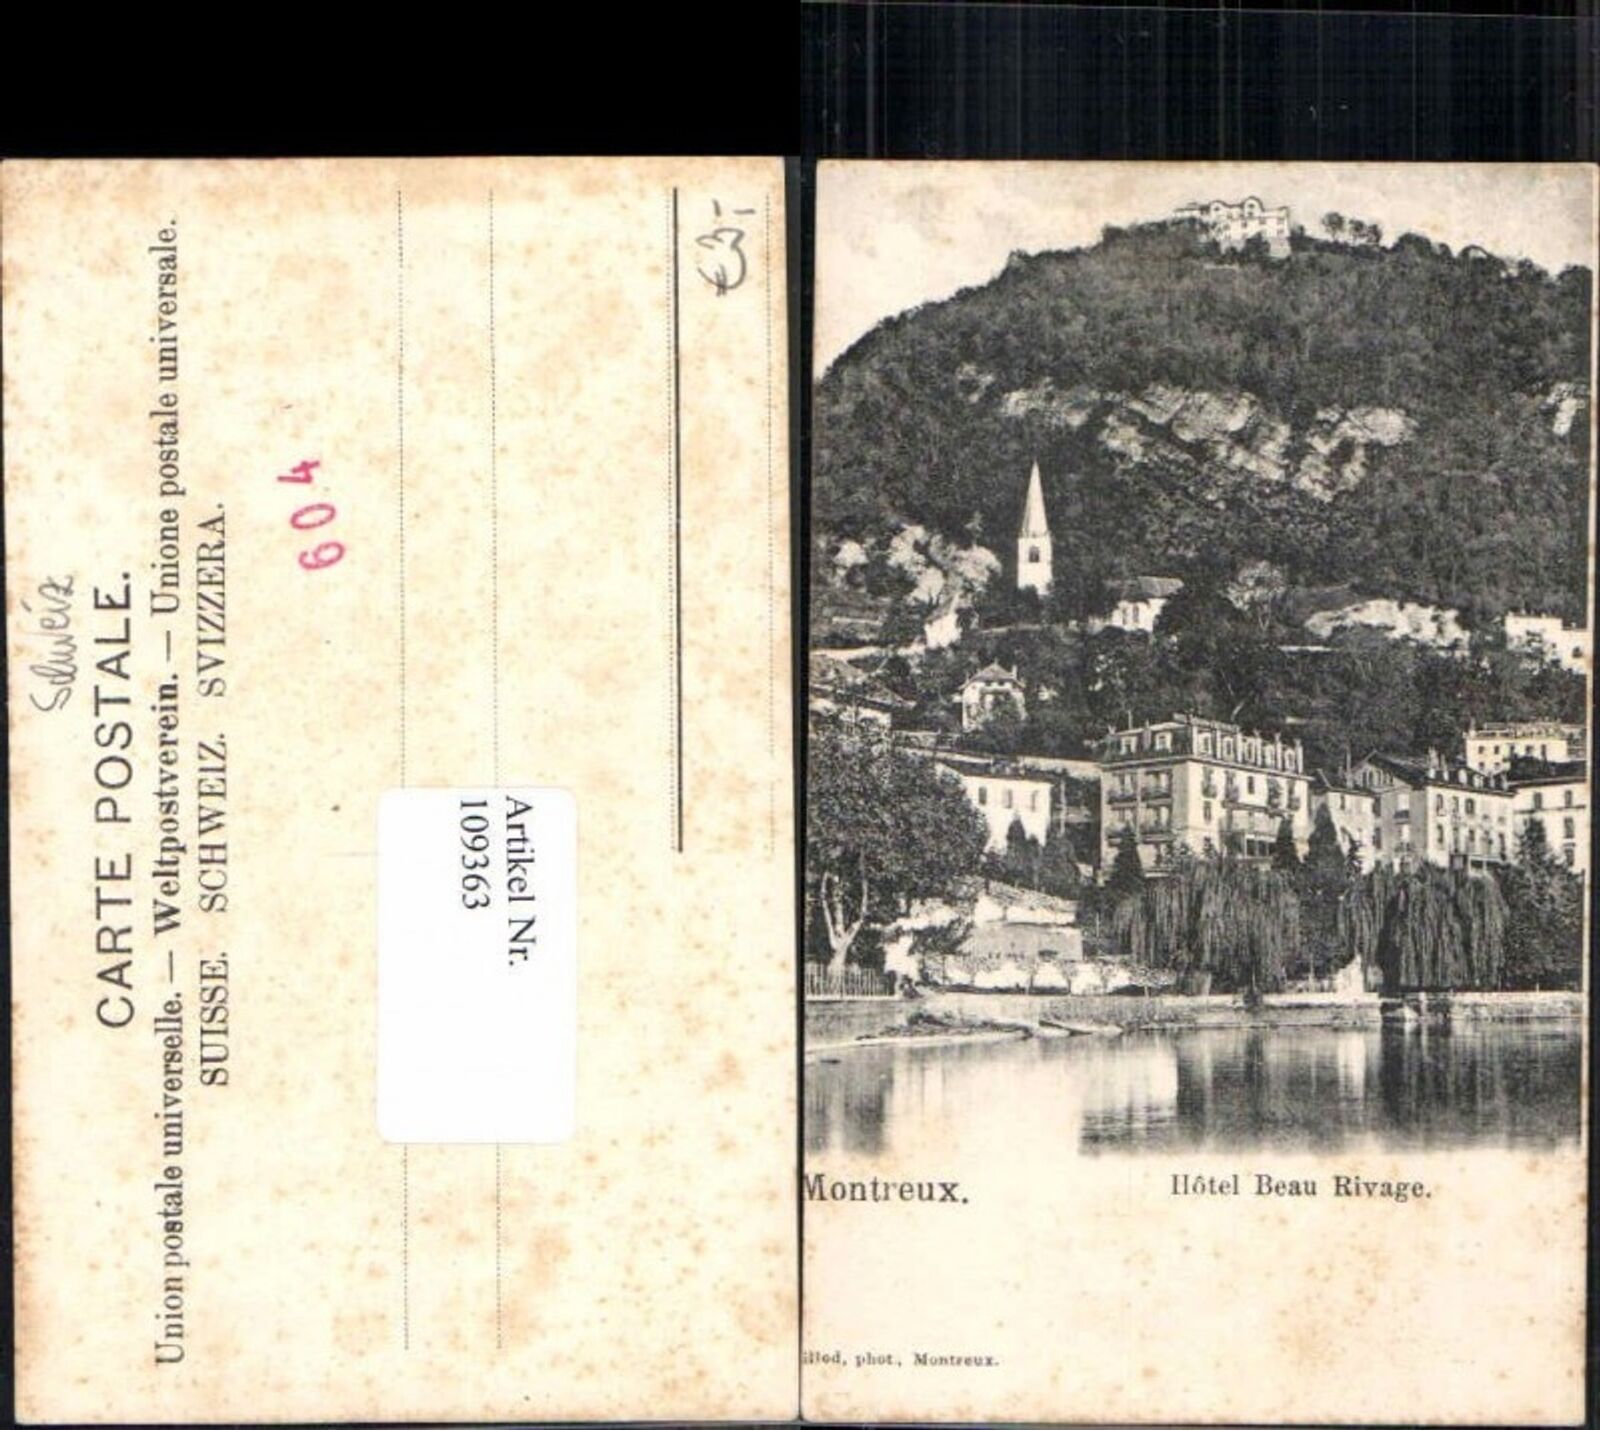 Schweiz
CARTE POSTALE.
Union postale universelle. — Weltpostverein. — Unione postale universale.
SUISSE. SCHWEIZ. SVIZZERA.
604
€3,-
Artikel Nr.
109363
Montreux.
Hôtel Beau Rivage.
phot., Montreux.